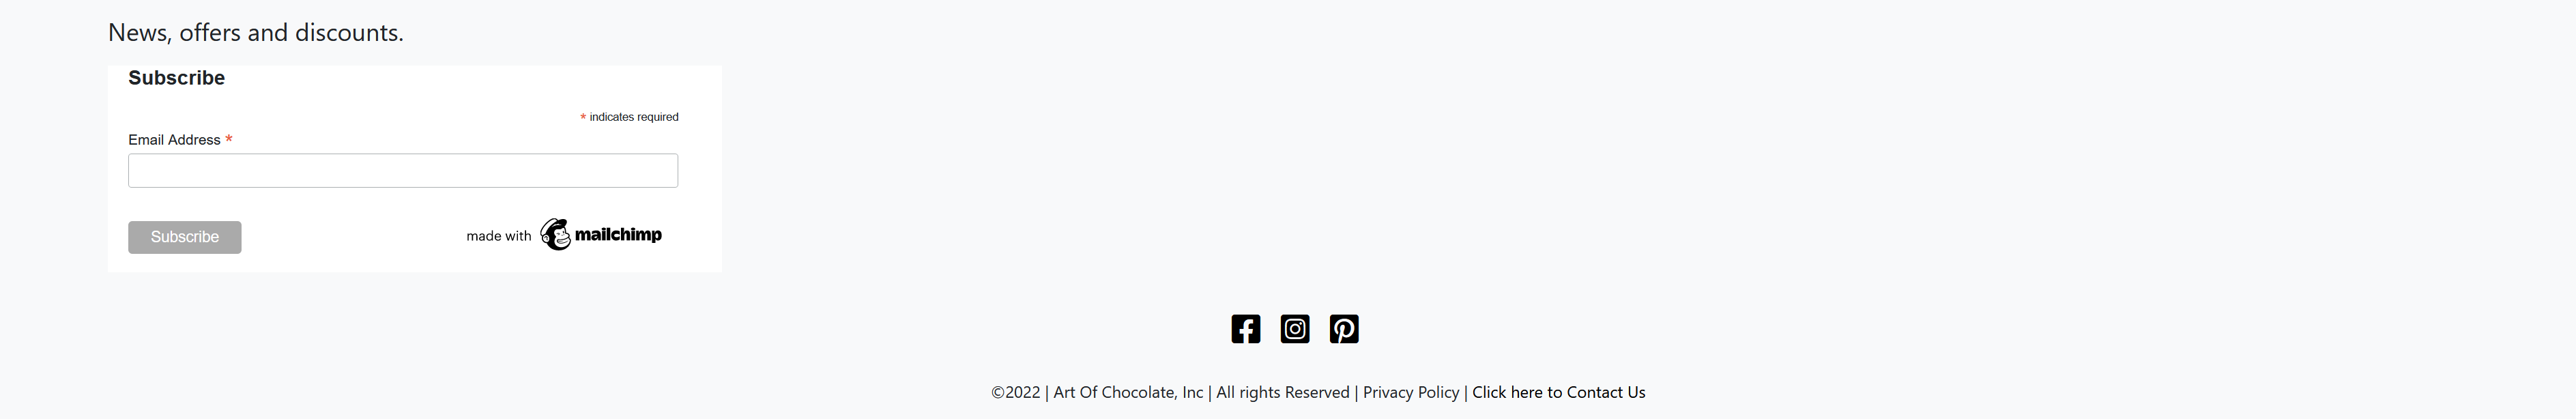 News, offers and discounts.
Subscribe
* indicates required
Email Address *
Subscribe
made with mailchimp
©2022 | Art Of Chocolate, Inc | All rights Reserved | Privacy Policy | Click here to Contact Us